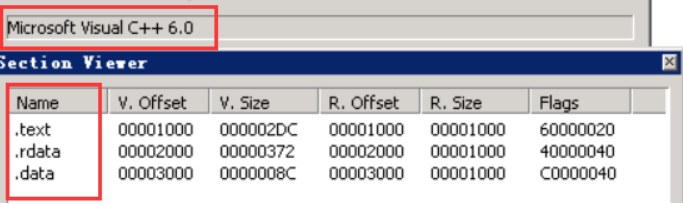 Microsoft Visual C++ 6.0
Section Viewer
Name V. Offset V. Size R. Offset R. Size Flags
.text 00001000 000002DC 00001000 00001000 60000020
.rdata 00002000 00000372 00002000 00001000 40000040
.data 00003000 0000008C 00003000 00001000 C0000040